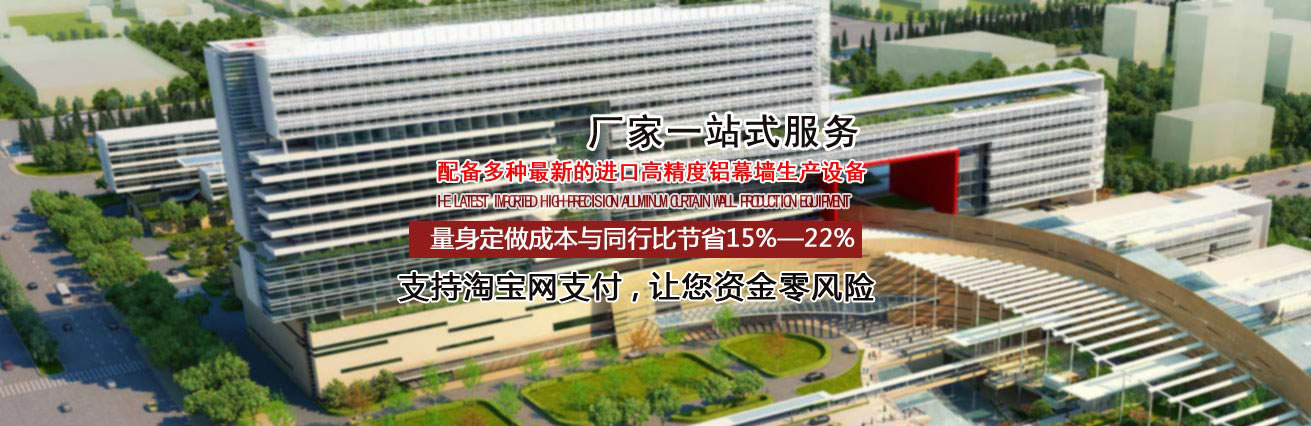 厂家一站式服务
配备多种最新的进口高精度铝幕墙生产设备
HE LATEST IMPORTED HIGH-PRECISION ALUMINUM CURTAIN WALL PRODUCTION EQUIPMENT
量身定做成本与同行比节省15%—22%
支持淘宝网支付，让您资金零风险